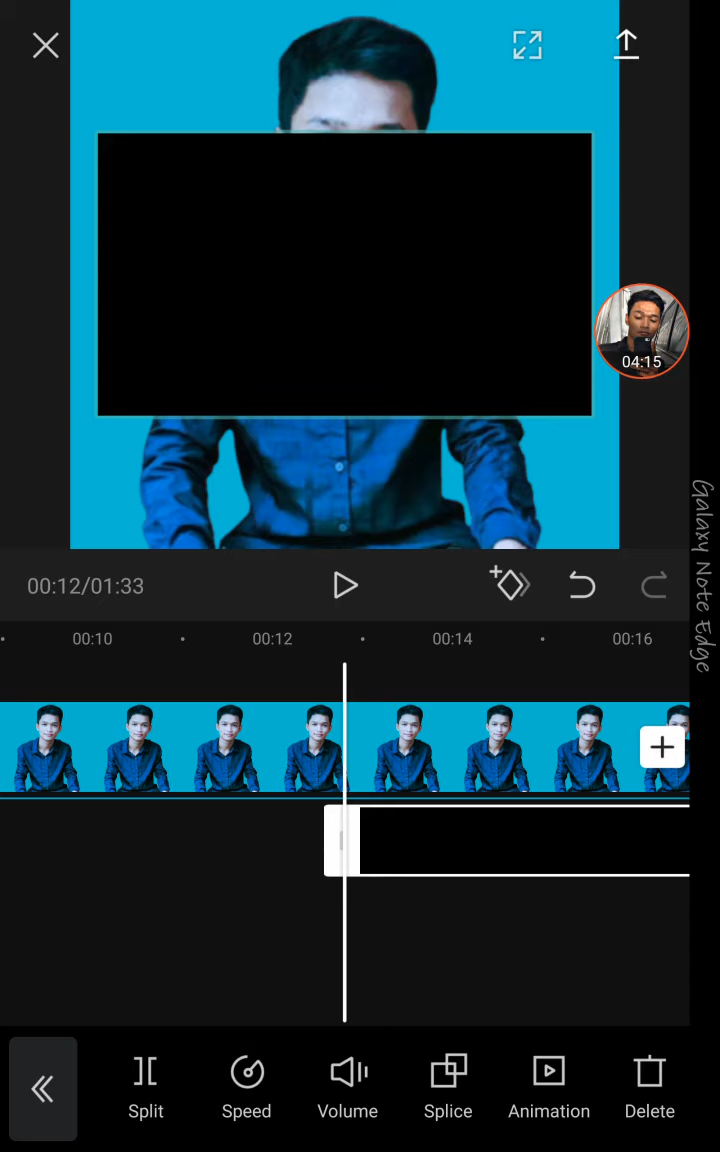 04:15
Galaxy Note Edge
00:12/01:33
00:10
00:12
00:14
00:16
Split
Speed
Volume
Splice
Animation
Delete